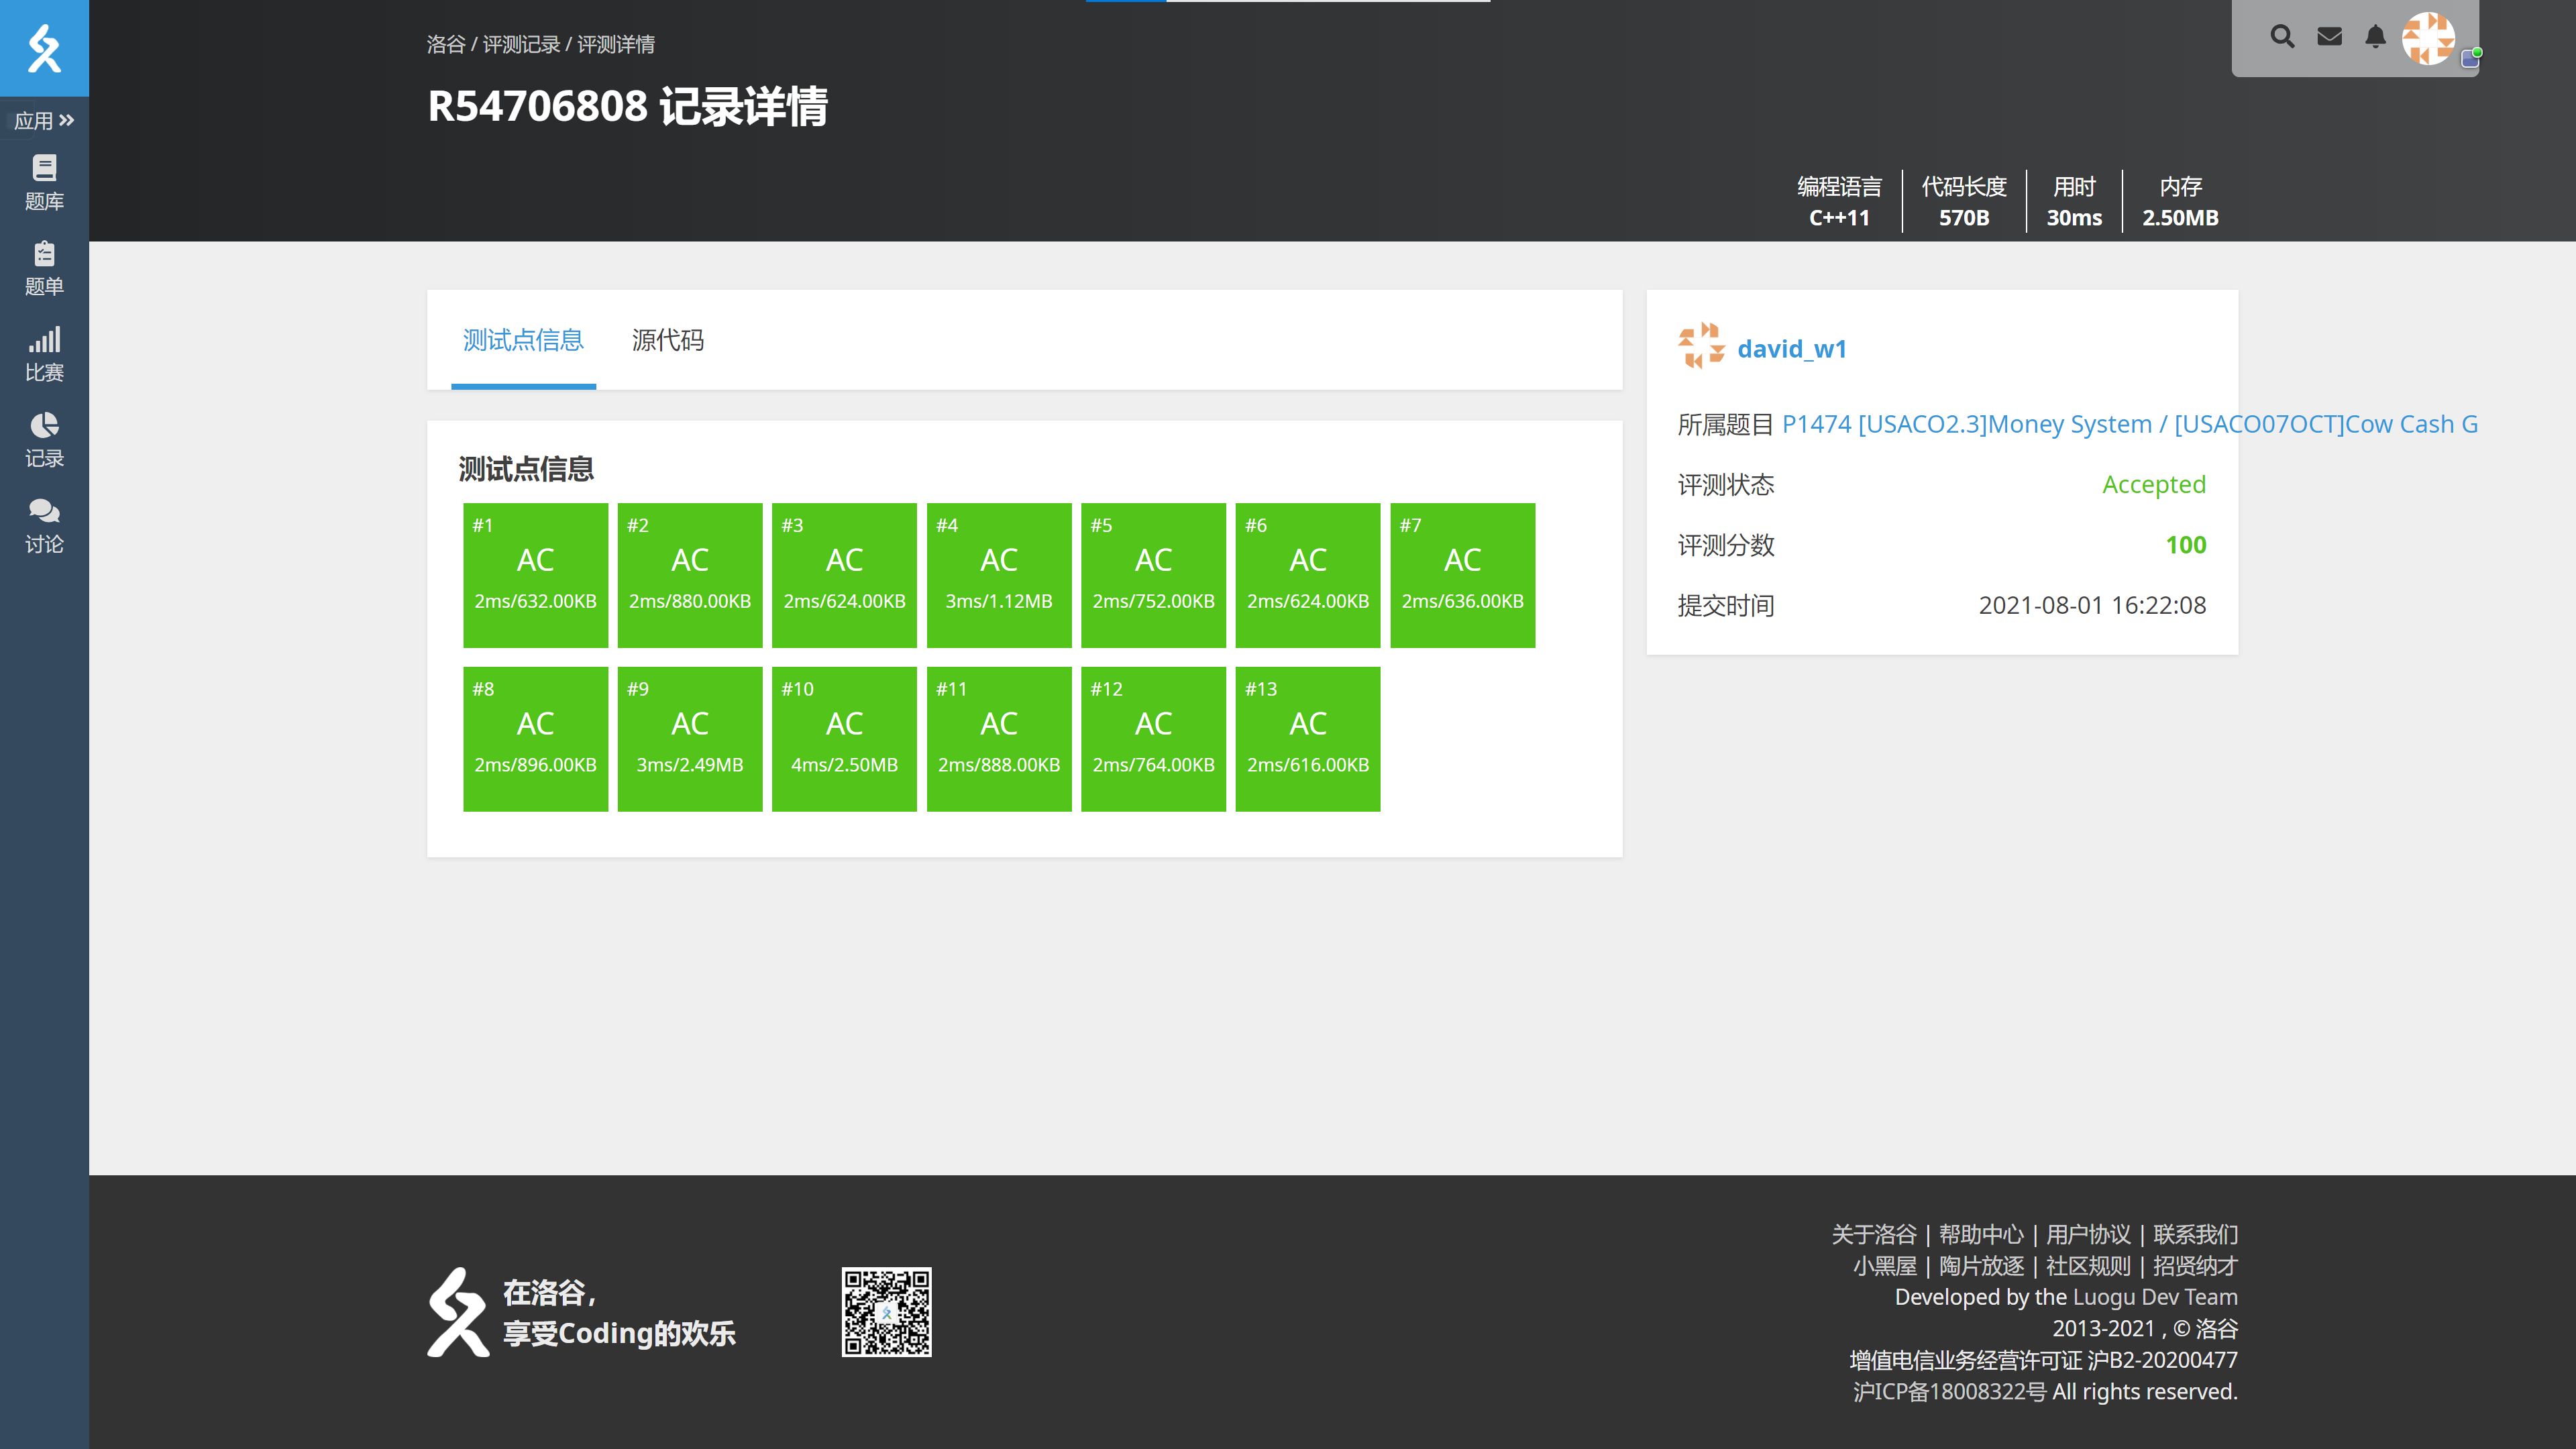 洛谷 / 评测记录 / 评测详情
R54706808 记录详情
应用
题库
题单
比赛
记录
讨论
编程语言 代码长度 用时 内存
C++11 570B 30ms 2.50MB
测试点信息 源代码
测试点信息
#1 #2 #3 #4 #5 #6 #7
AC AC AC AC AC AC AC
2ms/632.00KB 2ms/880.00KB 2ms/624.00KB 3ms/1.12MB 2ms/752.00KB 2ms/624.00KB 2ms/636.00KB
#8 #9 #10 #11 #12 #13
AC AC AC AC AC AC
2ms/896.00KB 3ms/2.49MB 4ms/2.50MB 2ms/888.00KB 2ms/764.00KB 2ms/616.00KB
david_w1
所属题目 P1474 [USACO2.3]Money System / [USACO07OCT]Cow Cash G
评测状态 Accepted
评测分数 100
提交时间 2021-08-01 16:22:08
在洛谷，
享受Coding的欢乐
关于洛谷 | 帮助中心 | 用户协议 | 联系我们
小黑屋 | 陶片放逐 | 社区规则 | 招贤纳才
Developed by the Luogu Dev Team
2013-2021 , © 洛谷
增值电信业务经营许可证 沪B2-20200477
沪ICP备18008322号 All rights reserved.